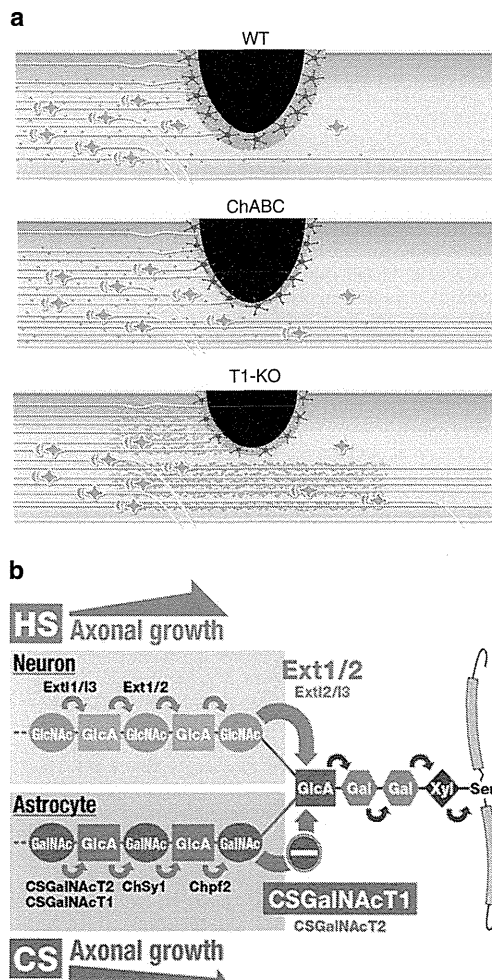 a
WT
ChABC
T1-KO
b
HS Axonal growth
Neuron
Extl1/l3 Ext1/2
GlcNAc GlcA GlcNAc GlcA GlcNAc
Ext1/2
Extl2/l3
GlcA Gal Gal Xyl Ser
Astrocyte
GalNAc GlcA GalNAc GlcA GalNAc
CSGalNAcT2 ChSy1 Chpf2
CSGalNAcT1
CSGalNAcT1
CSGalNAcT2
CS Axonal growth